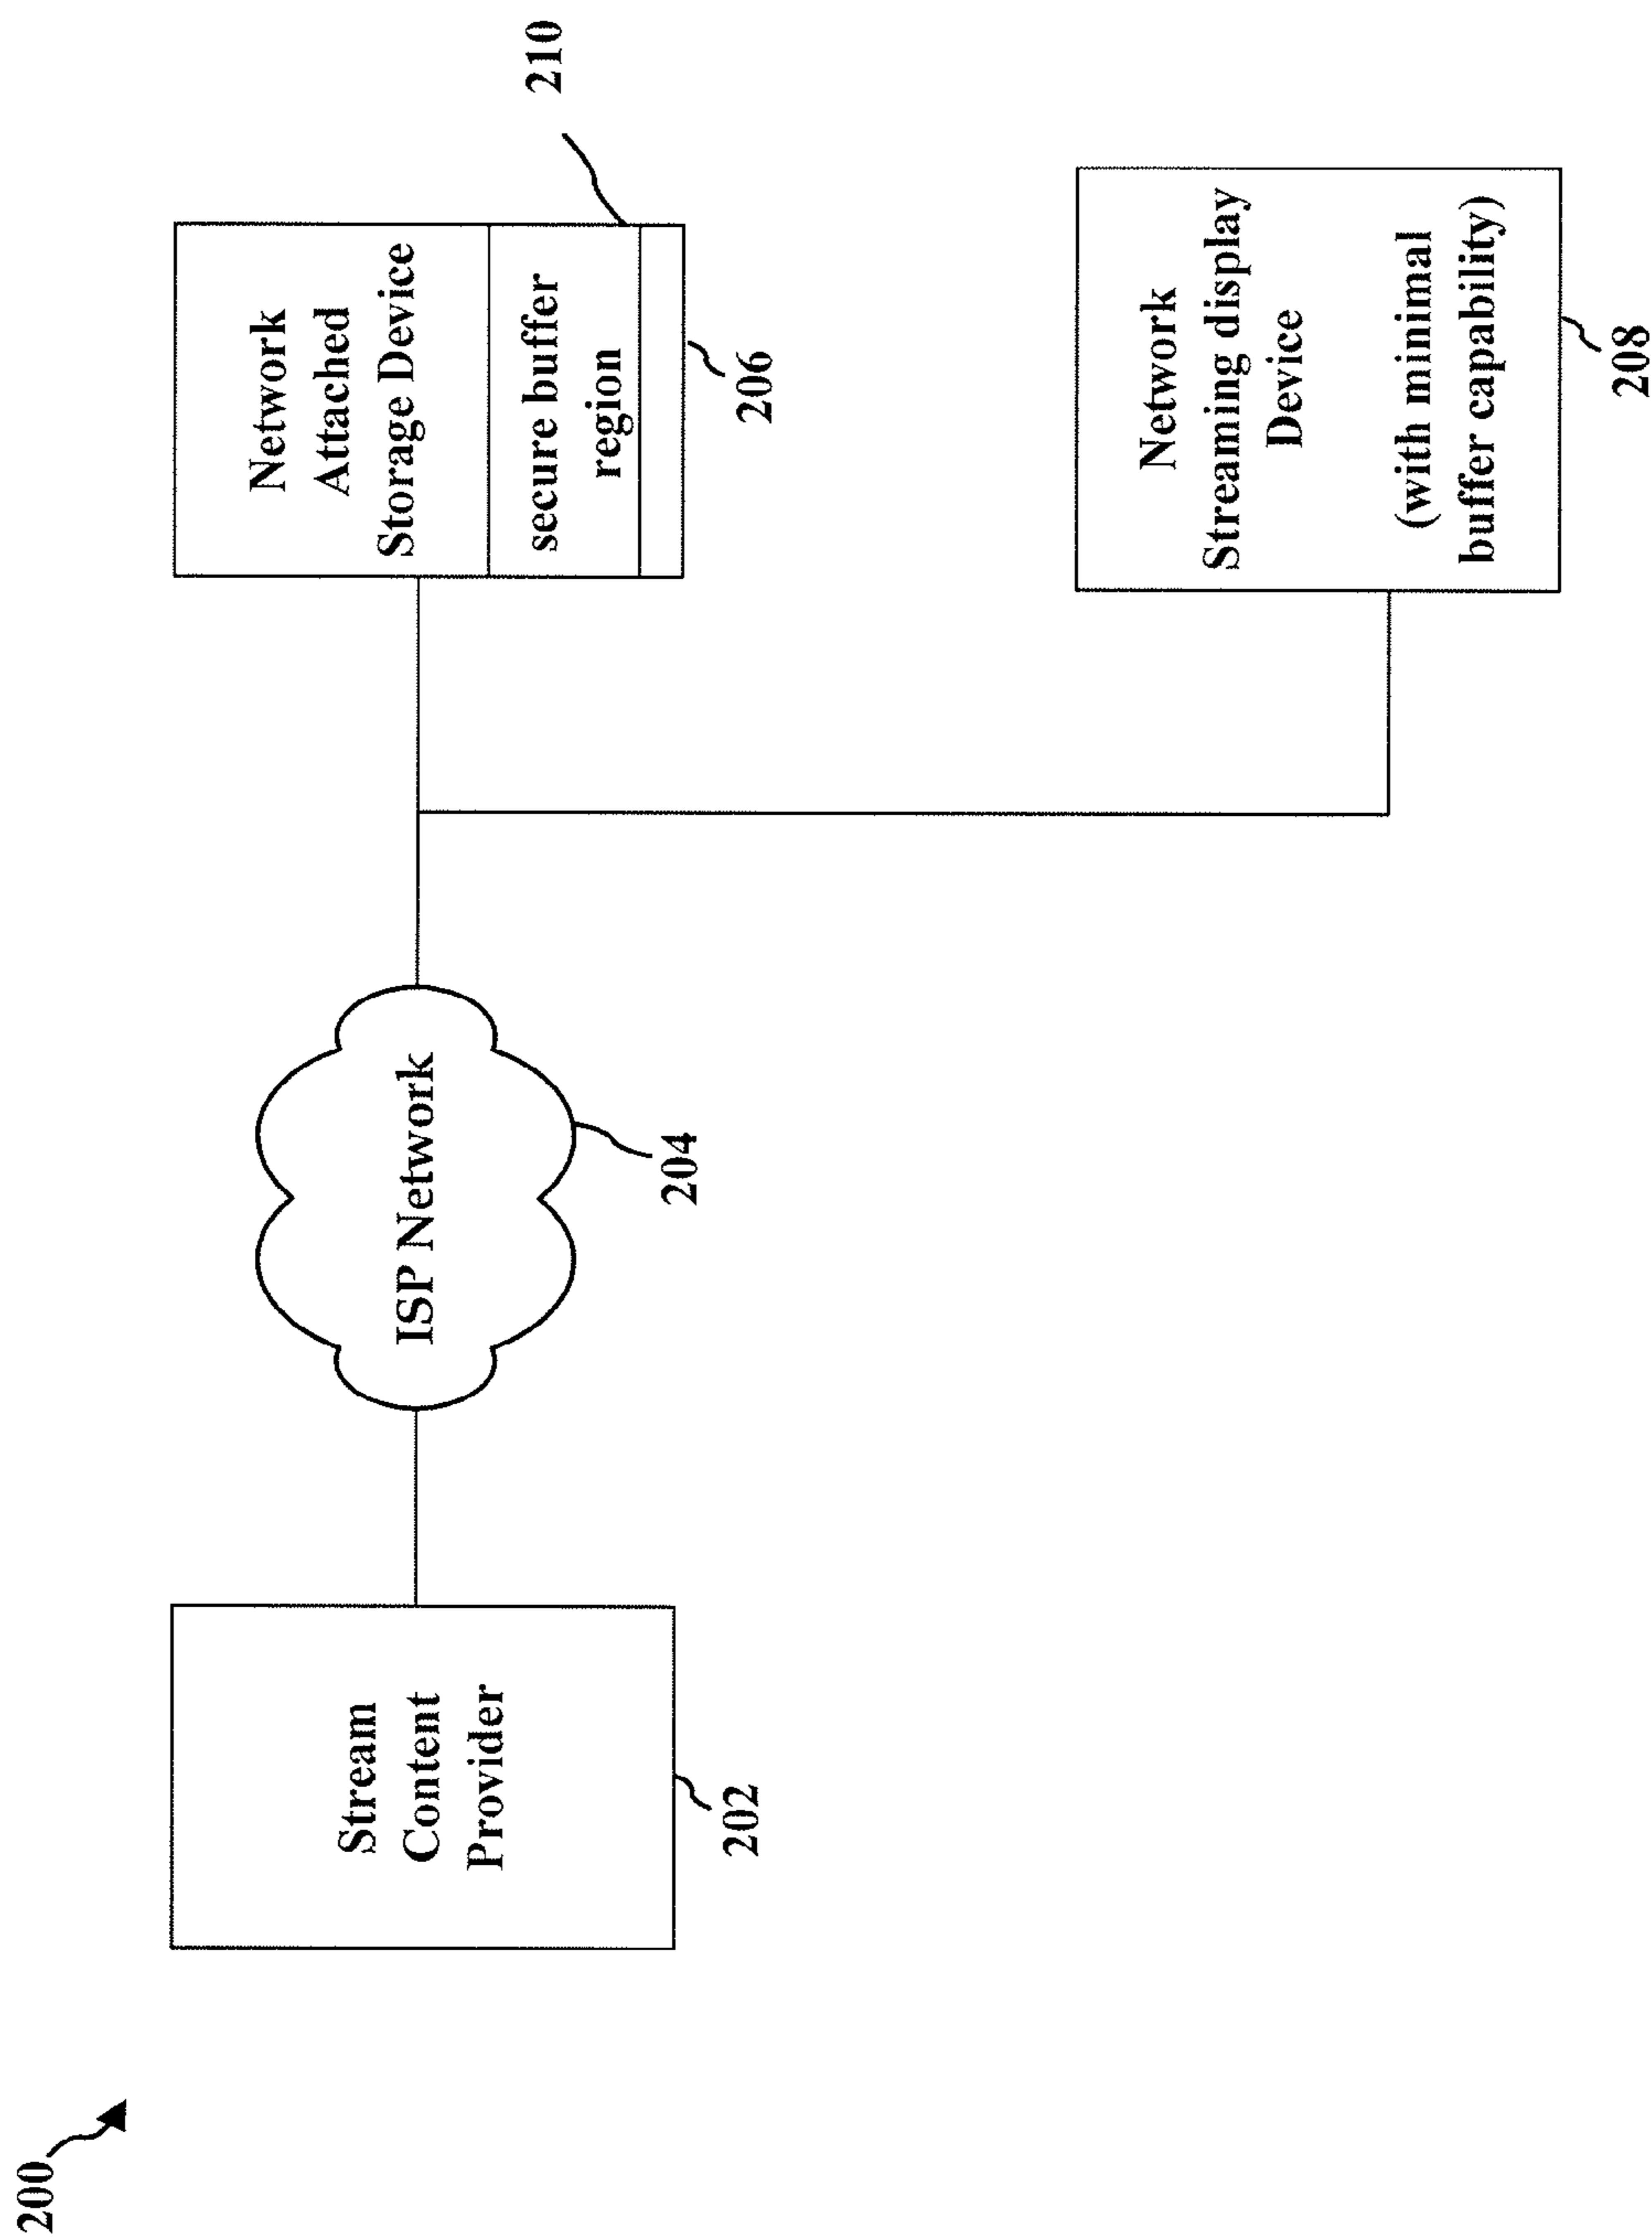 200
Stream
Content
Provider
202
ISP Network
204
Network
Attached
Storage Device
secure buffer
region
206
210
Network
Streaming display
Device
(with minimal
buffer capability)
208